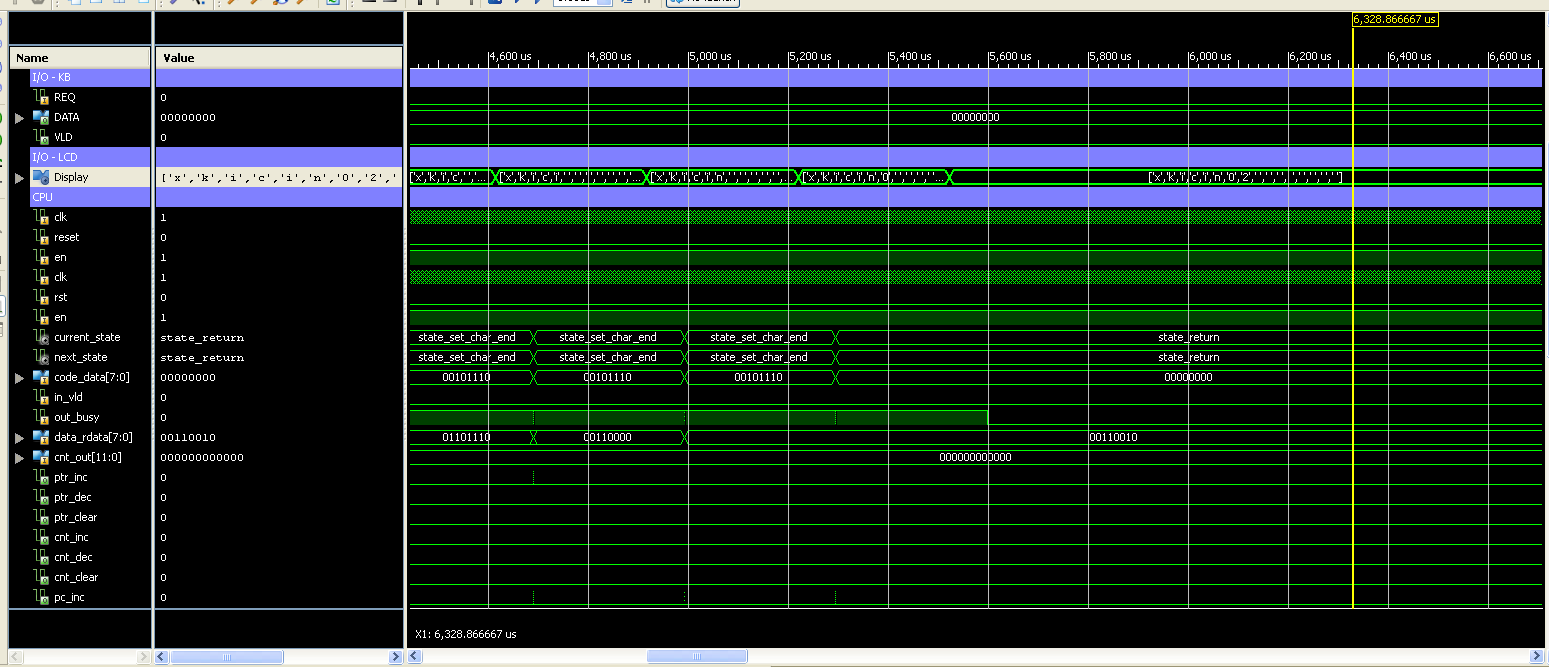 6,328.866667 us
Name Value 4,600 us 4,800 us 5,000 us 5,200 us 5,400 us 5,600 us 5,800 us 6,000 us 6,200 us 6,400 us 6,600 us
I/O - KB
REQ 0
DATA 00000000 00000000
VLD 0
I/O - LCD
Display ['x','k','i','c','i','n','0','2',' ['x,'k,'i,'c,' ',' '... ['x,'k,'i,'c,'i,' ',' ',' ',' ',' ',' '... ['x,'k,'i,'c,'i,'n',' ',' ',' ',' ',' '... ['x,'k,'i,'c,'i,'n,'0',' ',' ',' ',' '... ['x,'k,'i,'c,'i,'n,'0','2',' ',' ',' ',' ',' ',' ',' ']
CPU
clk 1
reset 0
en 1
clk 1
rst 0
en 1
current_state state_return state_set_char_end state_set_char_end state_set_char_end state_return
next_state state_return state_set_char_end state_set_char_end state_set_char_end state_return
code_data[7:0] 00000000 00101110 00101110 00101110 00000000
in_vld 0
out_busy 0
data_rdata[7:0] 00110010 01101110 00110000 00110010
cnt_out[11:0] 000000000000 000000000000
ptr_inc 0
ptr_dec 0
ptr_clear 0
cnt_inc 0
cnt_dec 0
cnt_clear 0
pc_inc 0
X1: 6,328.866667 us